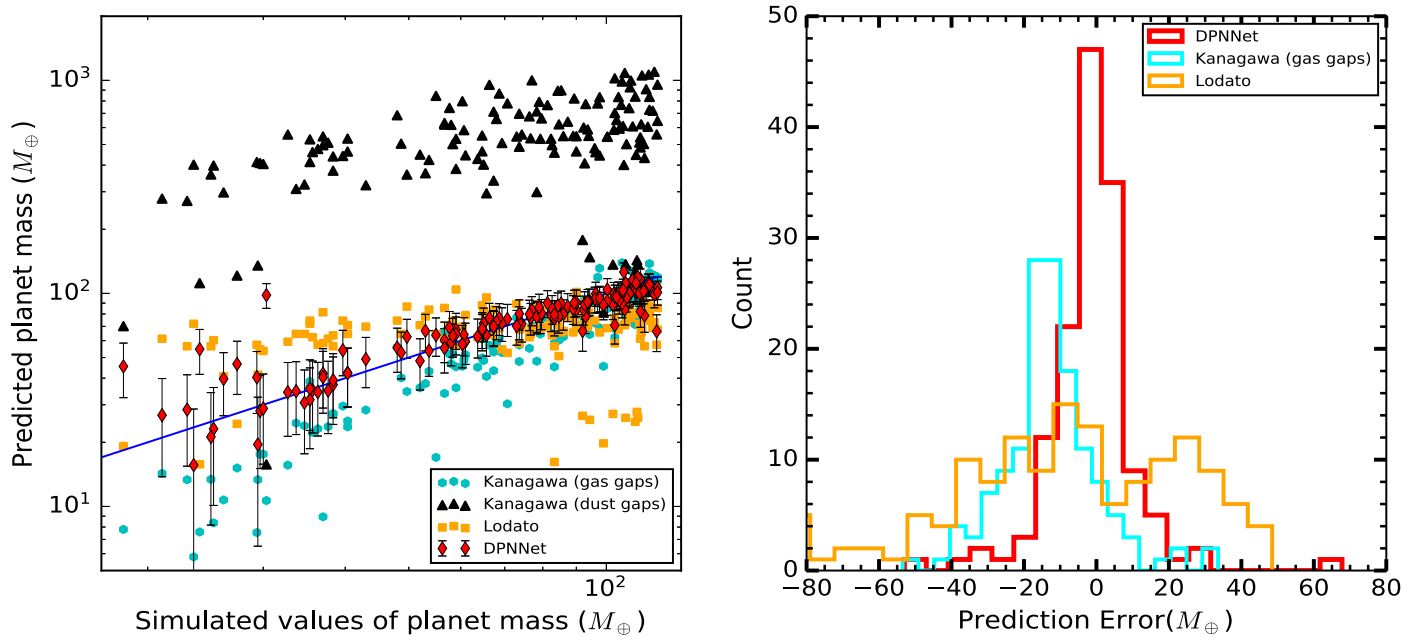 10³
10²
10¹
10²
Predicted planet mass (M⊕)
Simulated values of planet mass (M⊕)
Kanagawa (gas gaps)
Kanagawa (dust gaps)
Lodato
DPNNet
50
40
30
20
10
0
−80
−60
−40
−20
0
20
40
60
80
Count
Prediction Error(M⊕)
DPNNet
Kanagawa (gas gaps)
Lodato